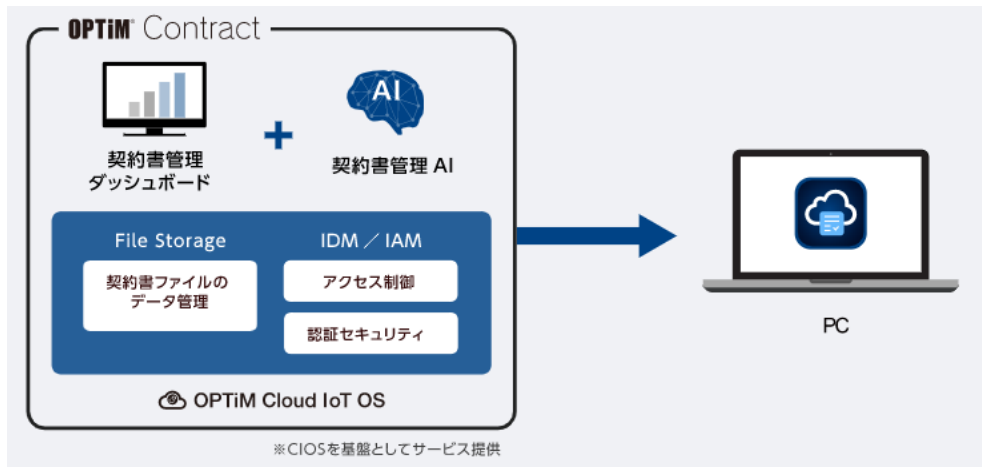 OPTiM® Contract
AI
契約書管理
ダッシュボード
+
契約書管理 AI
File Storage
IDM ／ IAM
契約書ファイルの
データ管理
アクセス制御
認証セキュリティ
OPTiM Cloud IoT OS
PC
※CIOSを基盤としてサービス提供